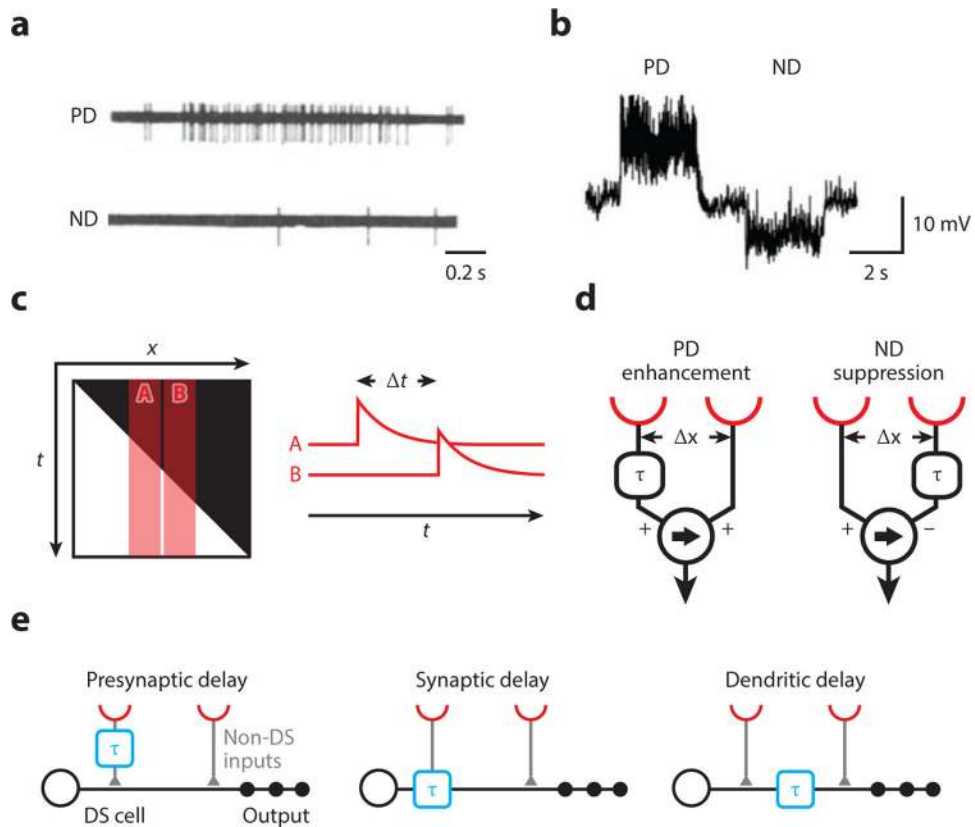 a
PD
ND
0.2 s
b
PD
ND
10 mV
2 s
c
x
A
B
t
Δt
A
B
t
d
PD
enhancement
ND
suppression
Δx
Δx
τ
τ
+
+
+
−
e
Presynaptic delay
Synaptic delay
Dendritic delay
τ
Non-DS
inputs
τ
τ
DS cell
Output